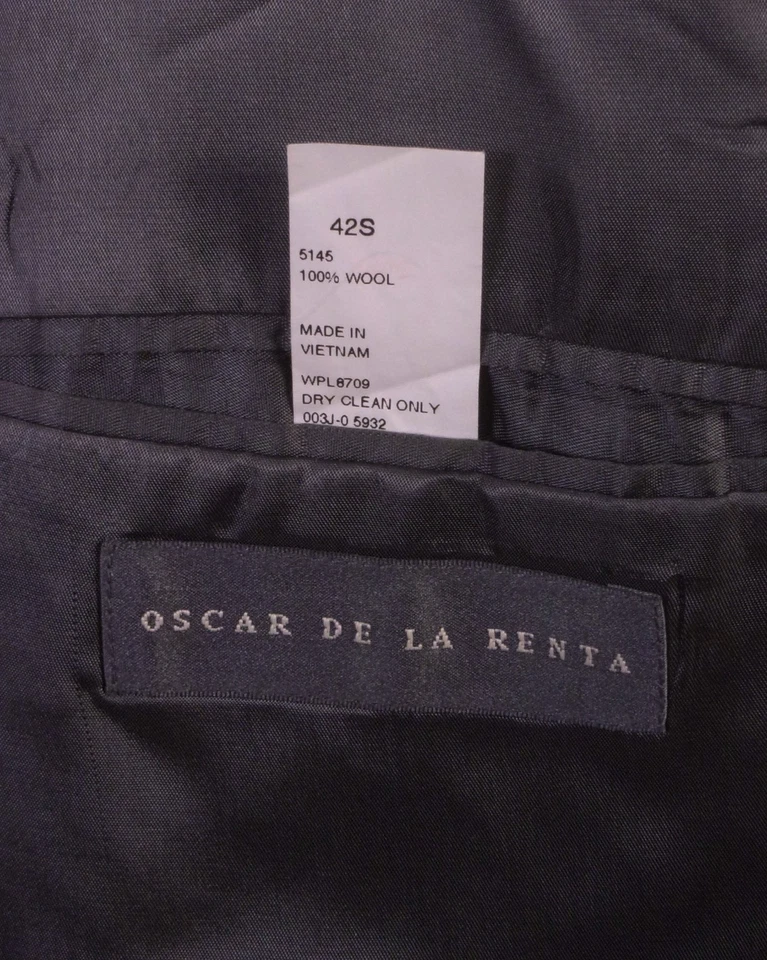 42S
5145
100% WOOL
MADE IN
VIETNAM
WPL8709
DRY CLEAN ONLY
003J-0 5932
OSCAR DE LA RENTA